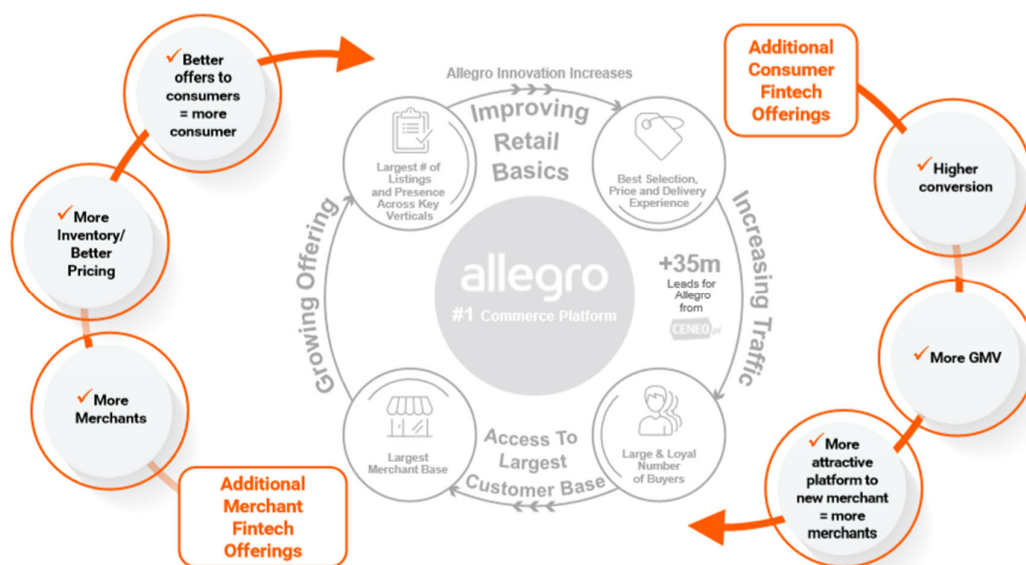 ✓Better
offers to
consumers
= more
consumer
✓More
Inventory/
Better
Pricing
✓More
Merchants
Additional
Merchant
Fintech
Offerings
Allegro Innovation Increases
Improving
Retail
Basics
Largest # of
Listings
and Presence
Across Key
Verticals
Best Selection,
Price and Delivery
Experience
Growing Offering
allegro
#1 Commerce Platform
+35m
Leads for
Allegro
from
CENEO.pl
Increasing Traffic
Largest
Merchant Base
Access To
Largest
Customer Base
Large & Loyal
Number
of Buyers
Additional
Consumer
Fintech
Offerings
✓Higher
conversion
✓More GMV
✓More
attractive
platform to
new merchant
= more
merchants